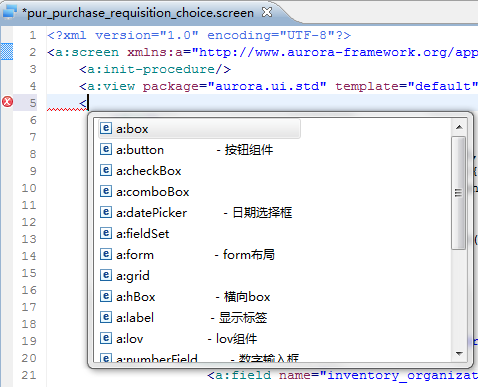 *pur_purchase_requisition_choice.screen
1 <?xml version="1.0" encoding="UTF-8"?>
2 <a:screen xmlns:a="http://www.aurora-framework.org/app
3 <a:init-procedure/>
4 <a:view package="aurora.ui.std" template="default"
5 <
6 a:box
7 a:button - 按钮组件
8 a:checkBox
9 a:comboBox
10 a:datePicker - 日期选择框
11 a:fieldSet
12 a:form - form布局
13 a:grid
14 a:hBox - 横向box
15 a:label - 显示标签
16 a:lov - lov组件
17 a:numberField - 数字输入框
18
19
20
21 <a:field name="inventory_organizat